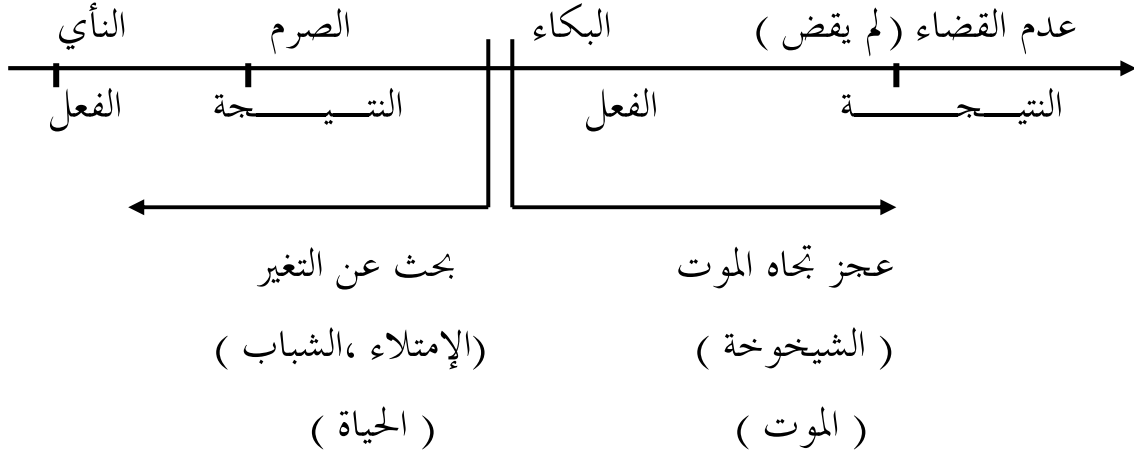 عدم القضاء (لم يقض ) البكاء الصرم النأي
النتيجة الفعل النتيجة الفعل
عجز تجاه الموت بحث عن التغير
( الشيخوخة ) (الإمتلاء ،الشباب )
( الموت ) ( الحياة )